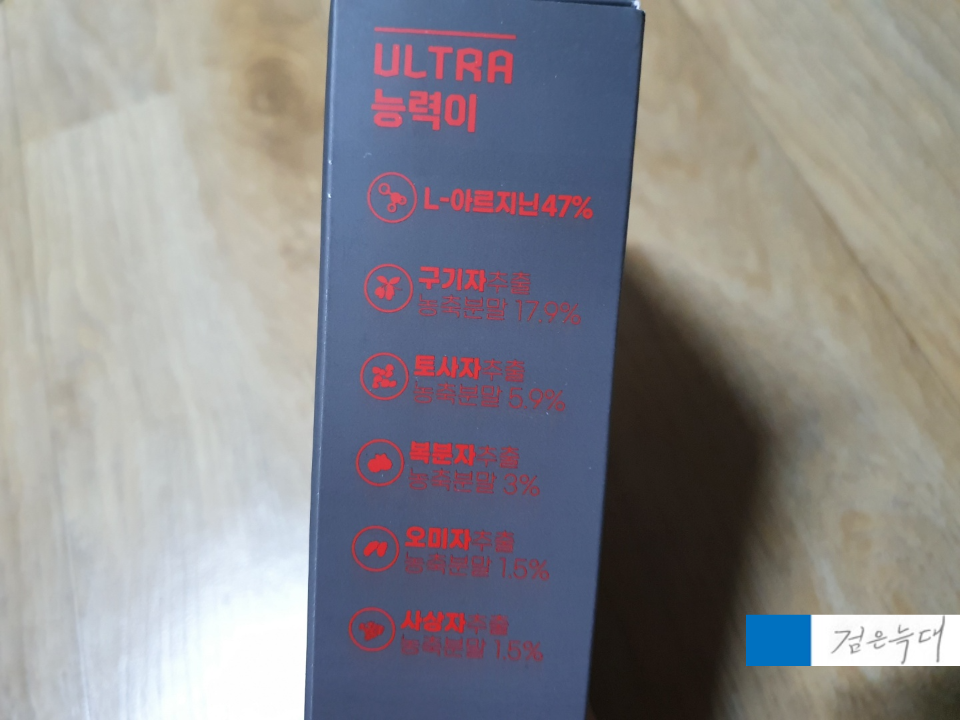 ULTRA
능력이
L-아르지닌47%
구기자추출
농축분말 17.9%
토사자추출
농축분말 5.9%
복분자추출
농축분말 3%
오미자추출
농축분말 1.5%
사상자추출
농축분말 1.5%
검은늑대